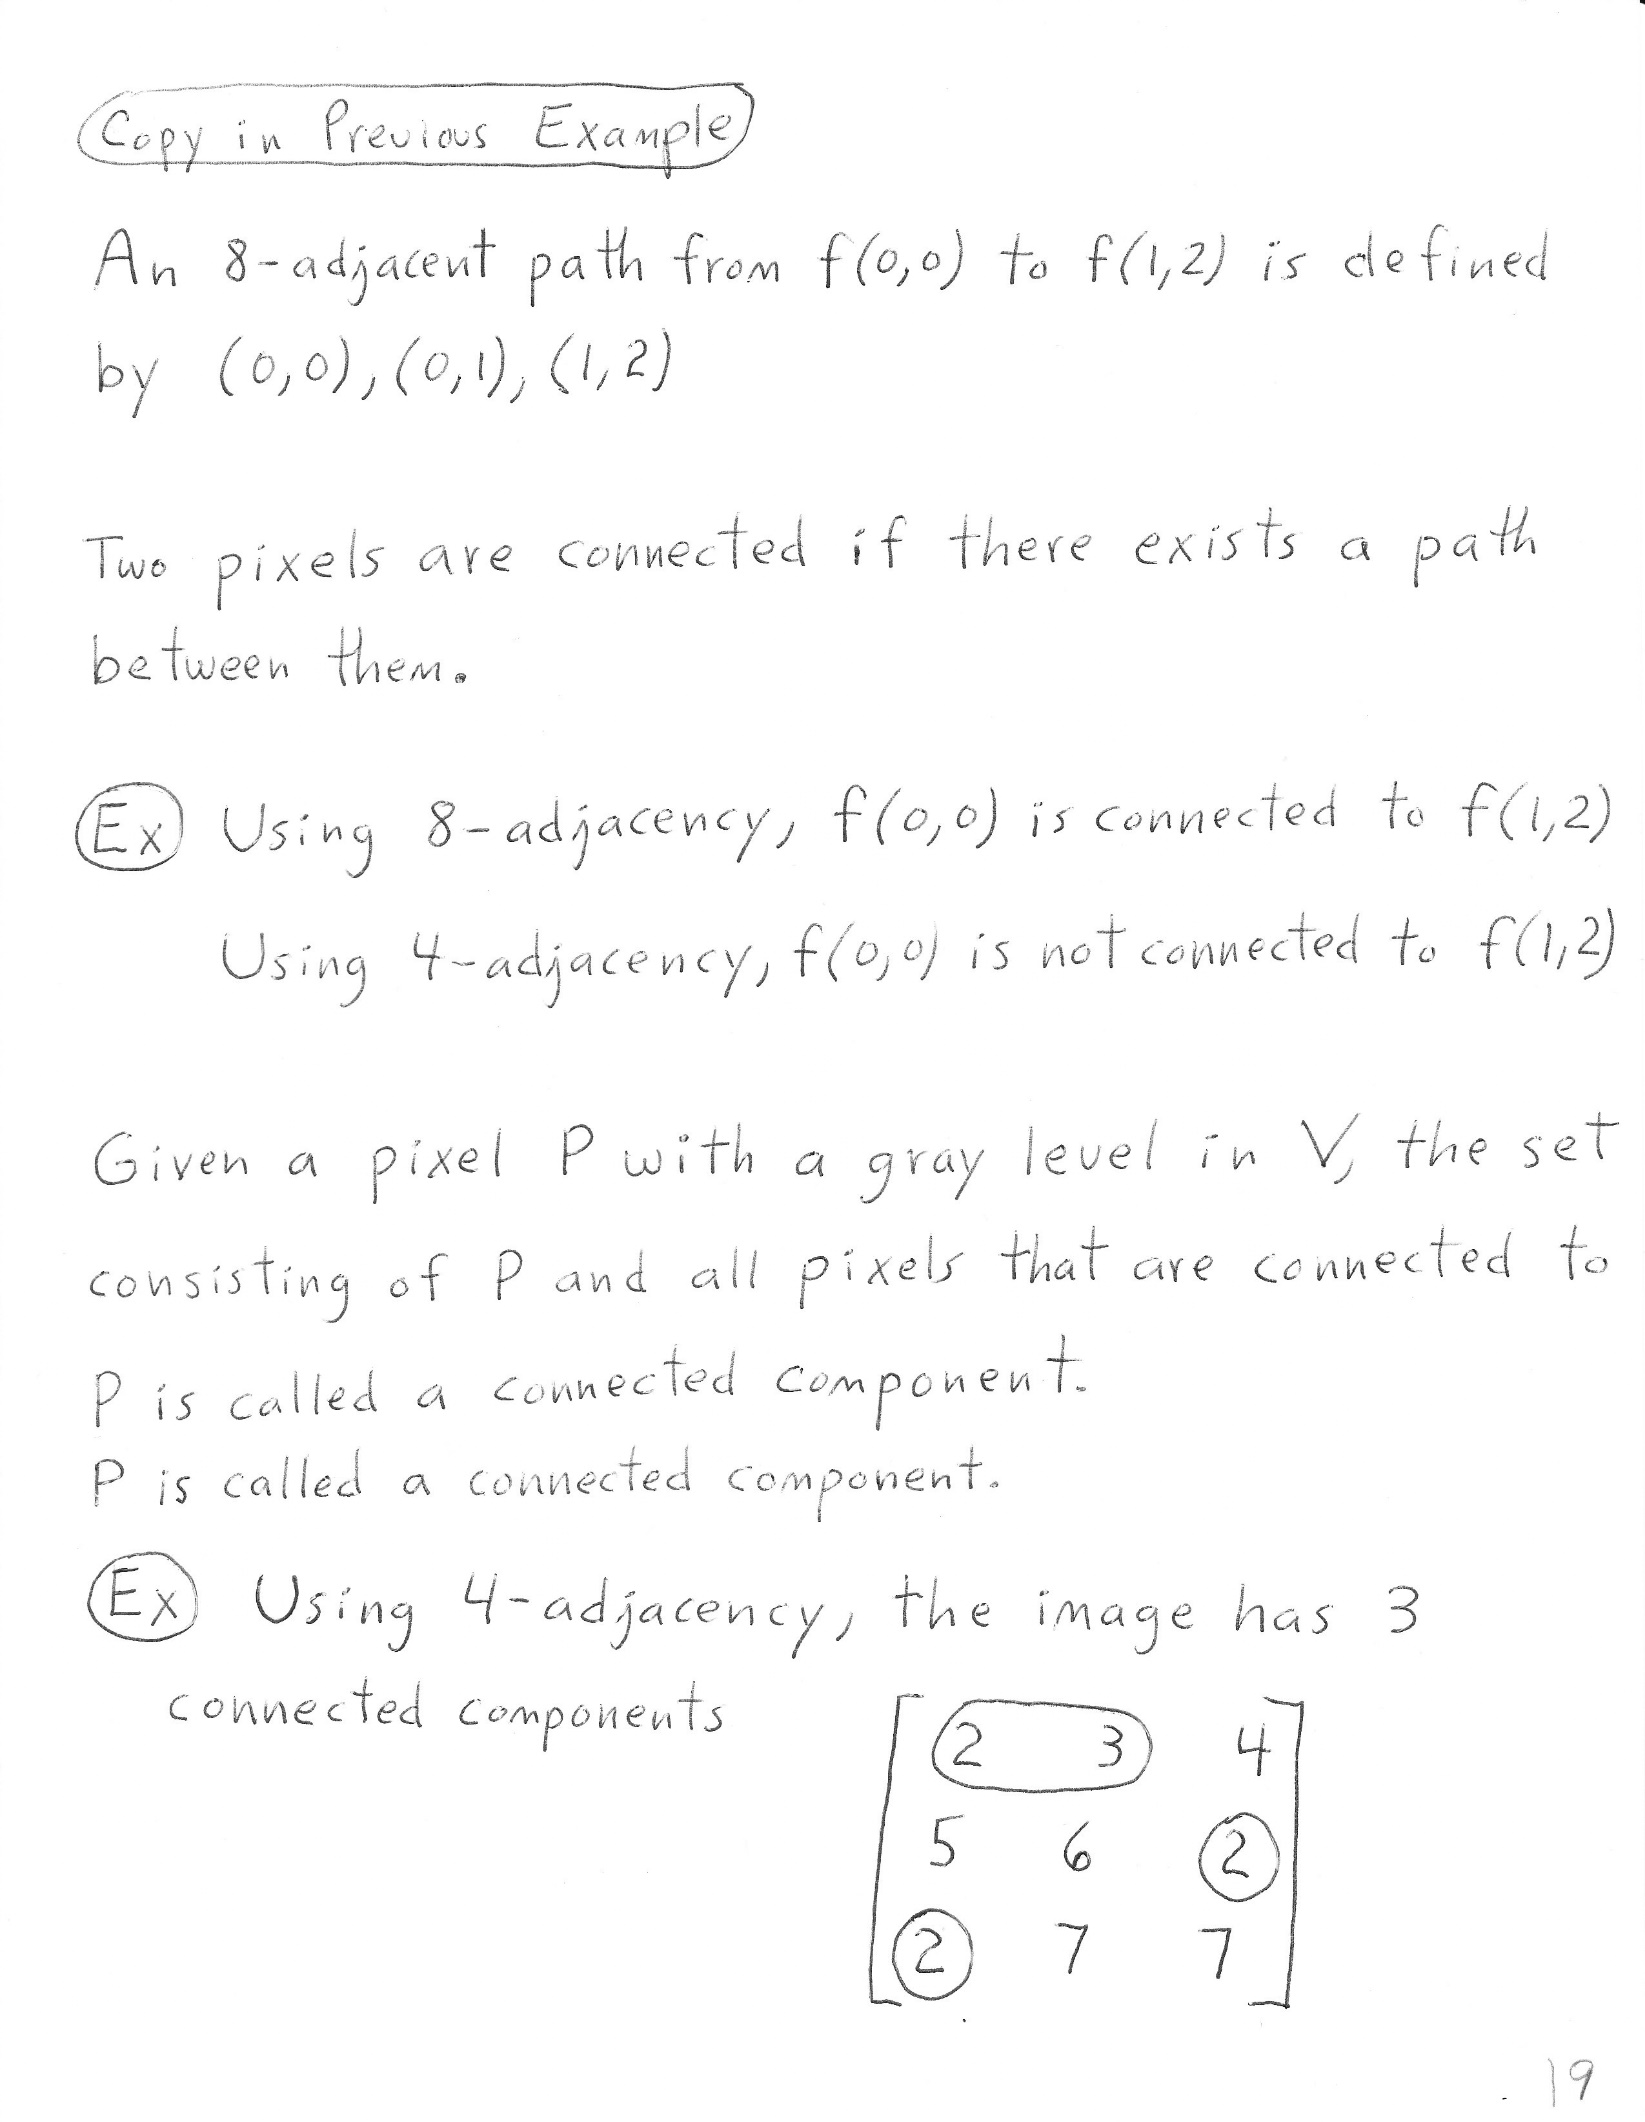 Copy in Previous Example
An 8-adjacent path from f(0,0) to f(1,2) is defined
by (0,0), (0,1), (1,2)
Two pixels are connected if there exists a path
between them.
Ex Using 8-adjacency, f(0,0) is connected to f(1,2)
Using 4-adjacency, f(0,0) is not connected to f(1,2)
Given a pixel P with a gray level in V, the set
consisting of P and all pixels that are connected to
P is called a connected component.
P is called a connected component.
Ex Using 4-adjacency, the image has 3
connected components
2 3 4
5 6 2
2 7 7
19